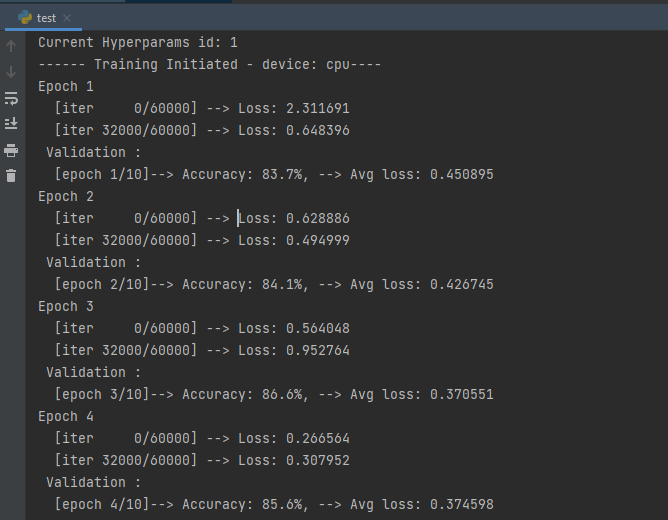 test
Current Hyperparams id: 1
------ Training Initiated - device: cpu----
Epoch 1
  [iter     0/60000] --> Loss: 2.311691
  [iter 32000/60000] --> Loss: 0.648396
 Validation :
  [epoch 1/10]--> Accuracy: 83.7%, --> Avg loss: 0.450895
Epoch 2
  [iter     0/60000] --> Loss: 0.628886
  [iter 32000/60000] --> Loss: 0.494999
 Validation :
  [epoch 2/10]--> Accuracy: 84.1%, --> Avg loss: 0.426745
Epoch 3
  [iter     0/60000] --> Loss: 0.564048
  [iter 32000/60000] --> Loss: 0.952764
 Validation :
  [epoch 3/10]--> Accuracy: 86.6%, --> Avg loss: 0.370551
Epoch 4
  [iter     0/60000] --> Loss: 0.266564
  [iter 32000/60000] --> Loss: 0.307952
 Validation :
  [epoch 4/10]--> Accuracy: 85.6%, --> Avg loss: 0.374598